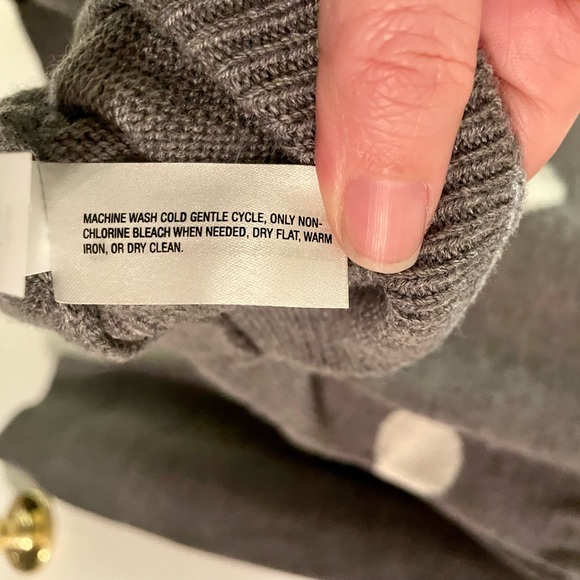 MACHINE WASH COLD GENTLE CYCLE, ONLY NON-
CHLORINE BLEACH WHEN NEEDED, DRY FLAT, WARM
IRON, OR DRY CLEAN.